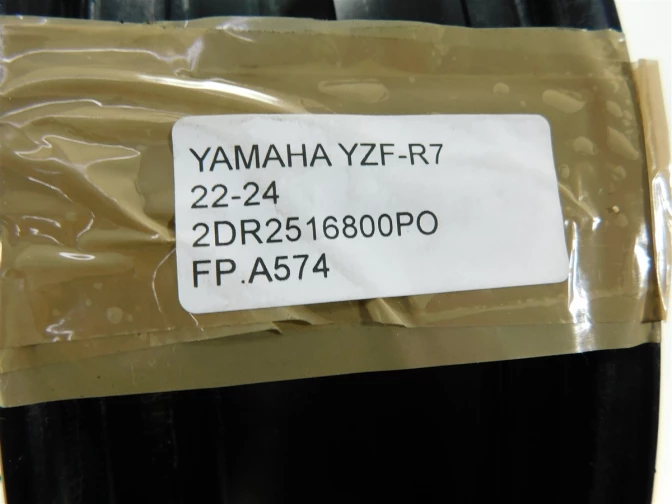 YAMAHA YZF-R7
22-24
2DR2516800PO
FP.A574